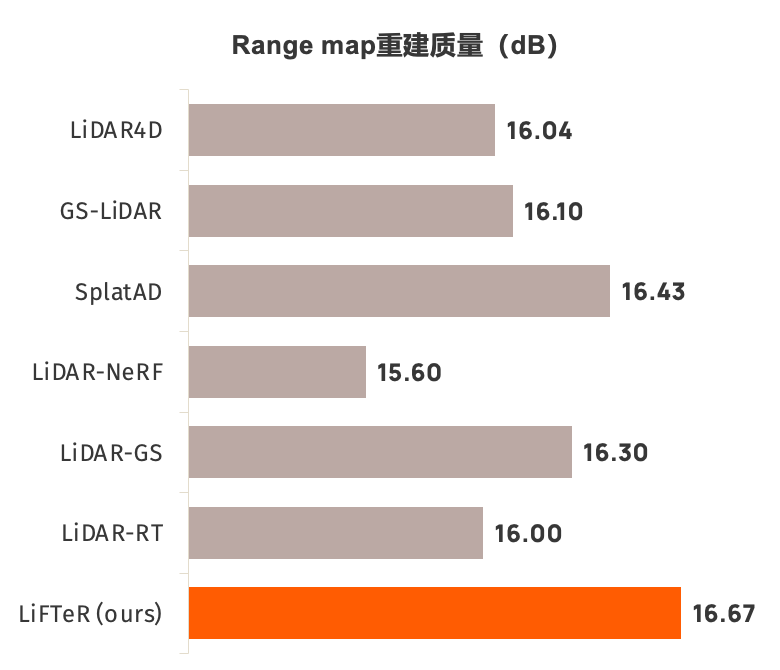 Range map重建质量（dB）
LiDAR4D 16.04
GS-LiDAR 16.10
SplatAD 16.43
LiDAR-NeRF 15.60
LiDAR-GS 16.30
LiDAR-RT 16.00
LiFTeR (ours) 16.67